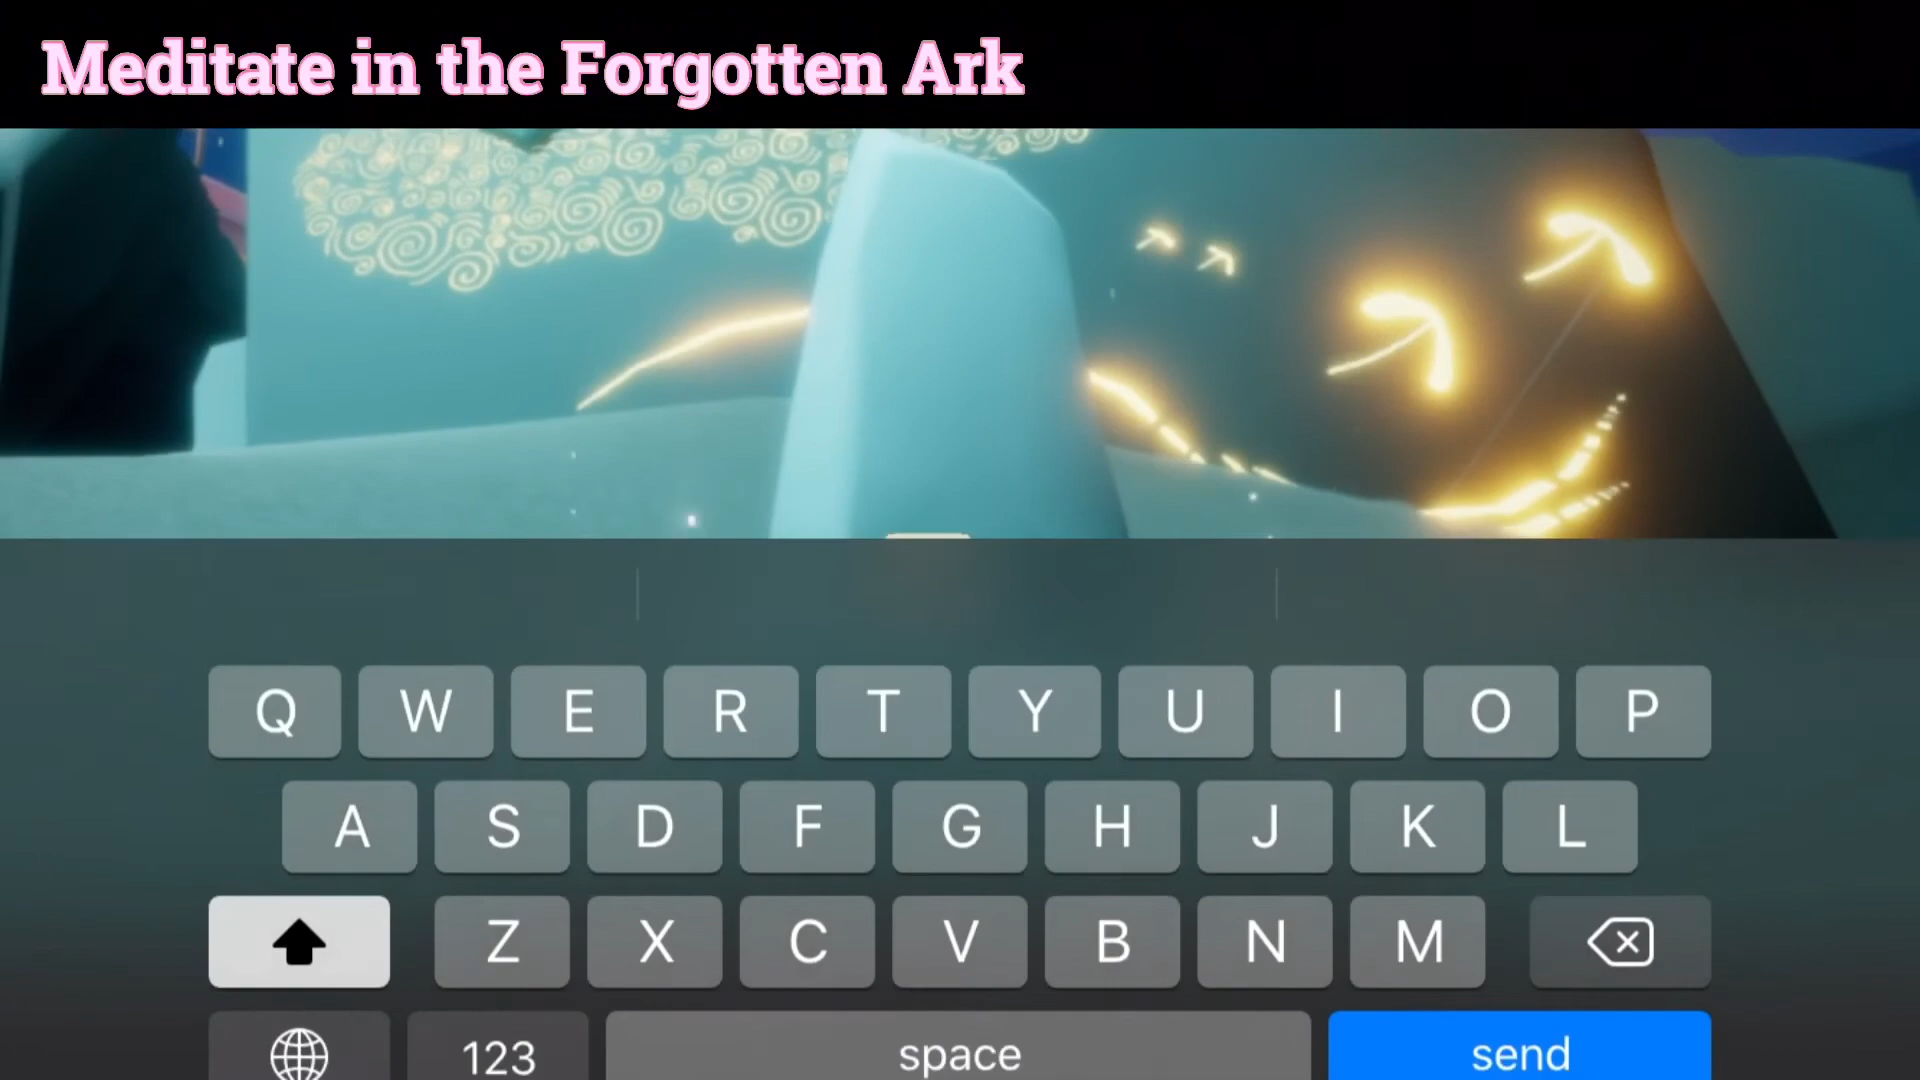 Meditate in the Forgotten Ark
Q W E R T Y U I O P
A S D F G H J K L
Z X C V B N M
123 space send